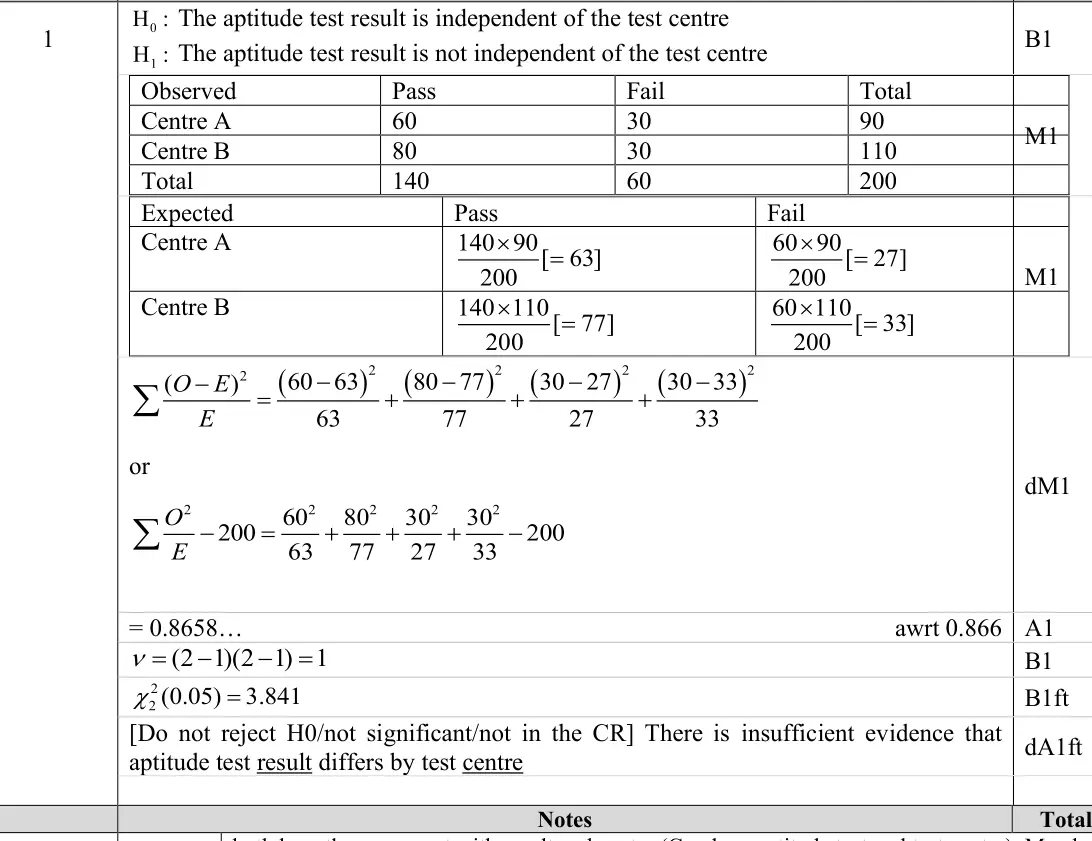 1
H₀ : The aptitude test result is independent of the test centre
H₁ : The aptitude test result is not independent of the test centre
B1
Observed Pass Fail Total
Centre A 60 30 90
M1
Centre B 80 30 110
Total 140 60 200
Expected Pass Fail
Centre A 140×90/200 [= 63] 60×90/200 [= 27]
M1
Centre B 140×110/200 [= 77] 60×110/200 [= 33]
∑ (O − E)²/E = (60−63)²/63 + (80−77)²/77 + (30−27)²/27 + (30−33)²/33
or
dM1
∑ O²/E − 200 = 60²/63 + 80²/77 + 30²/27 + 30²/33 − 200
= 0.8658… awrt 0.866 A1
ν = (2−1)(2−1) = 1 B1
χ₂²(0.05) = 3.841 B1ft
[Do not reject H0/not significant/not in the CR] There is insufficient evidence that
aptitude test result differs by test centre
dA1ft
Notes Total